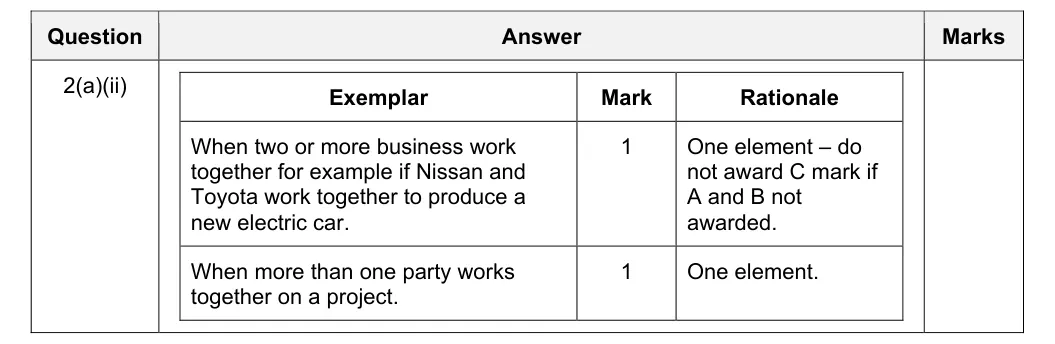 Question Answer Marks
2(a)(ii)
Exemplar Mark Rationale
When two or more business work 1 One element – do
together for example if Nissan and not award C mark if
Toyota work together to produce a A and B not
new electric car. awarded.
When more than one party works 1 One element.
together on a project.